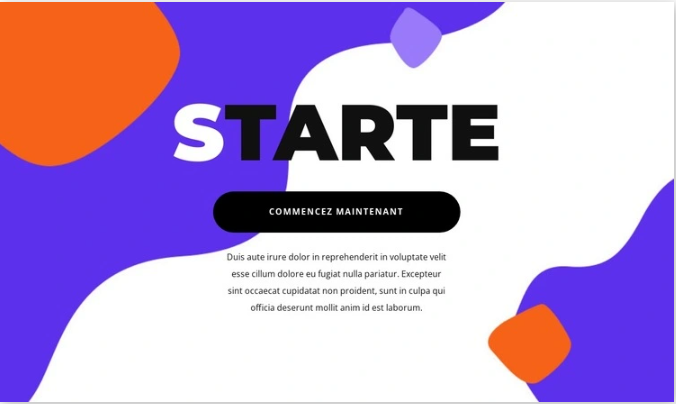 STARTE
COMMENCEZ MAINTENANT
Duis aute irure dolor in reprehenderit in voluptate velit
esse cillum dolore eu fugiat nulla pariatur. Excepteur
sint occaecat cupidatat non proident, sunt in culpa qui
officia deserunt mollit anim id est laborum.